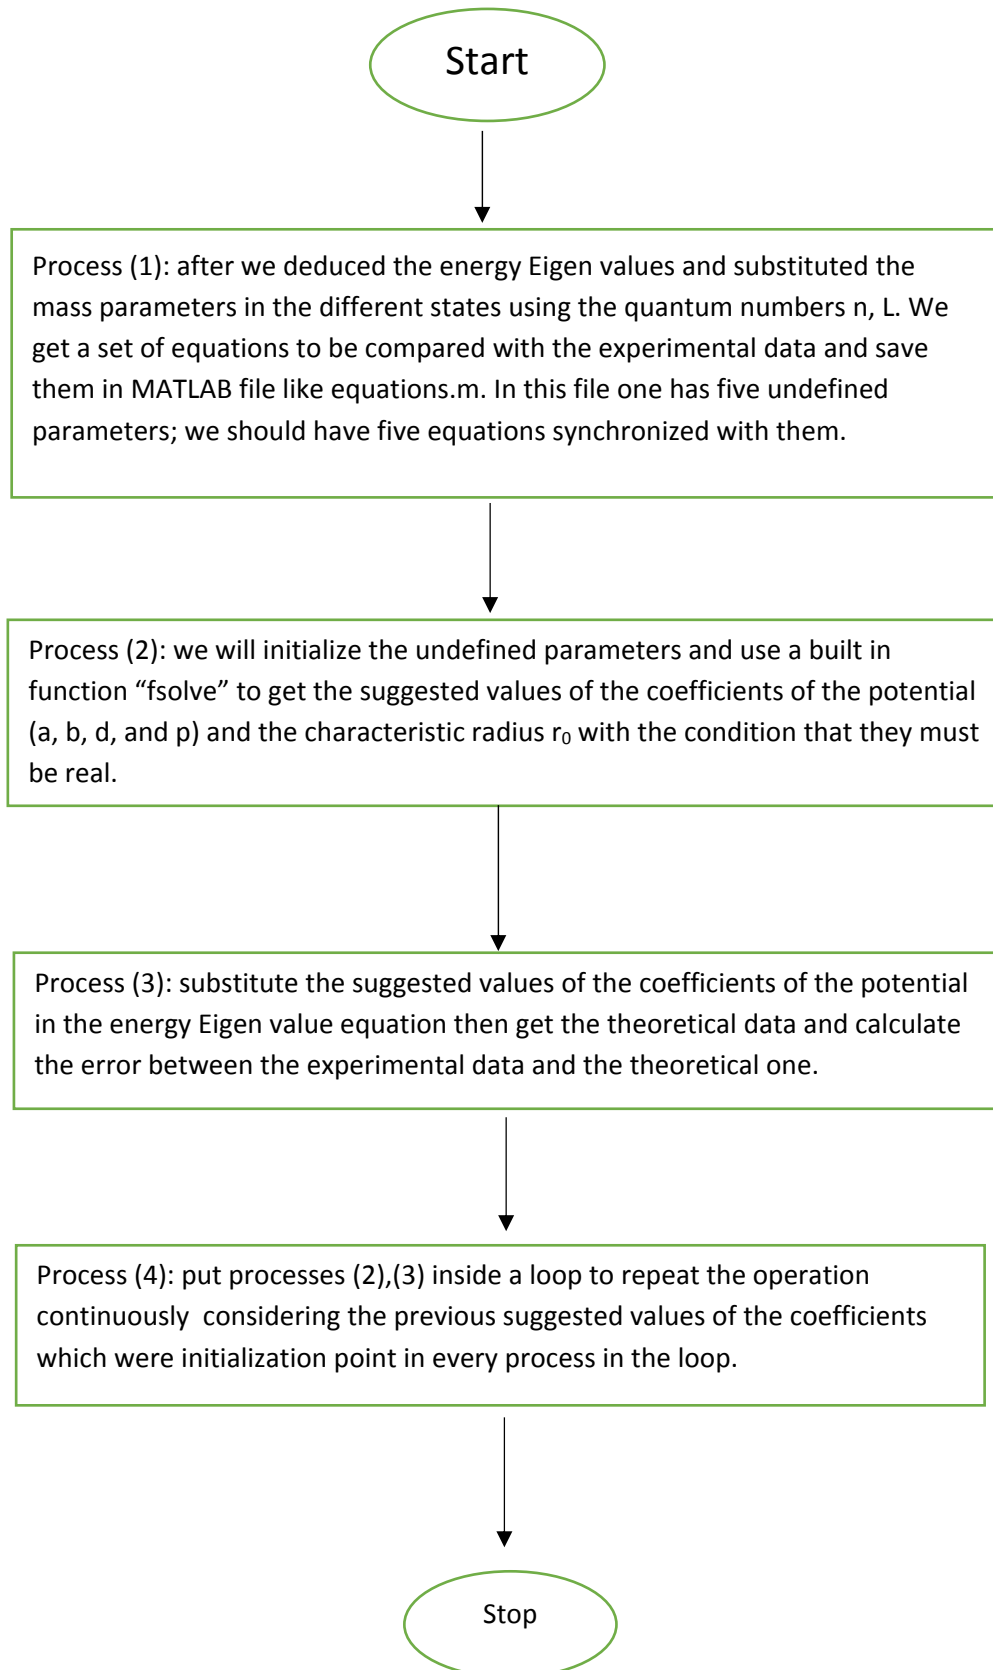 Start
Process (1): after we deduced the energy Eigen values and substituted the
mass parameters in the different states using the quantum numbers n, L. We
get a set of equations to be compared with the experimental data and save
them in MATLAB file like equations.m. In this file one has five undefined
parameters; we should have five equations synchronized with them.
Process (2): we will initialize the undefined parameters and use a built in
function “fsolve” to get the suggested values of the coefficients of the potential
(a, b, d, and p) and the characteristic radius r₀ with the condition that they must
be real.
Process (3): substitute the suggested values of the coefficients of the potential
in the energy Eigen value equation then get the theoretical data and calculate
the error between the experimental data and the theoretical one.
Process (4): put processes (2),(3) inside a loop to repeat the operation
continuously  considering the previous suggested values of the coefficients
which were initialization point in every process in the loop.
Stop